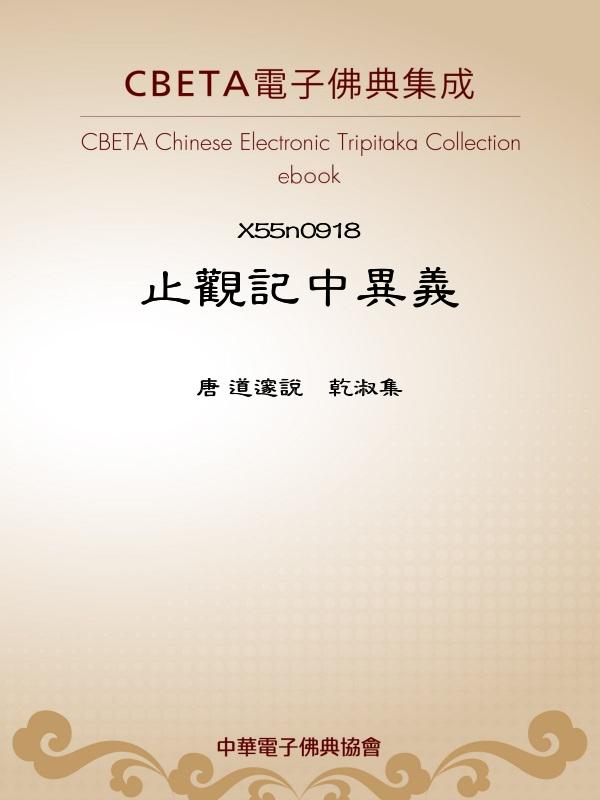 CBETA電子佛典集成
CBETA Chinese Electronic Tripitaka Collection
ebook
X55n0918
止觀記中異義
唐 道邃說　乾淑集
中華電子佛典協會